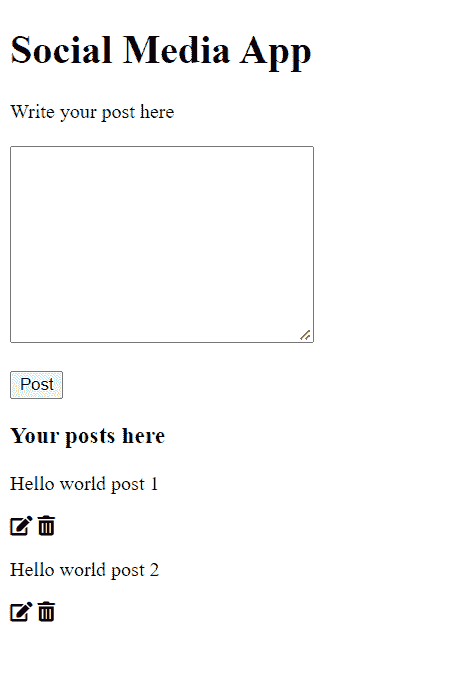 Social Media App
Write your post here
Post
Your posts here
Hello world post 1
Hello world post 2